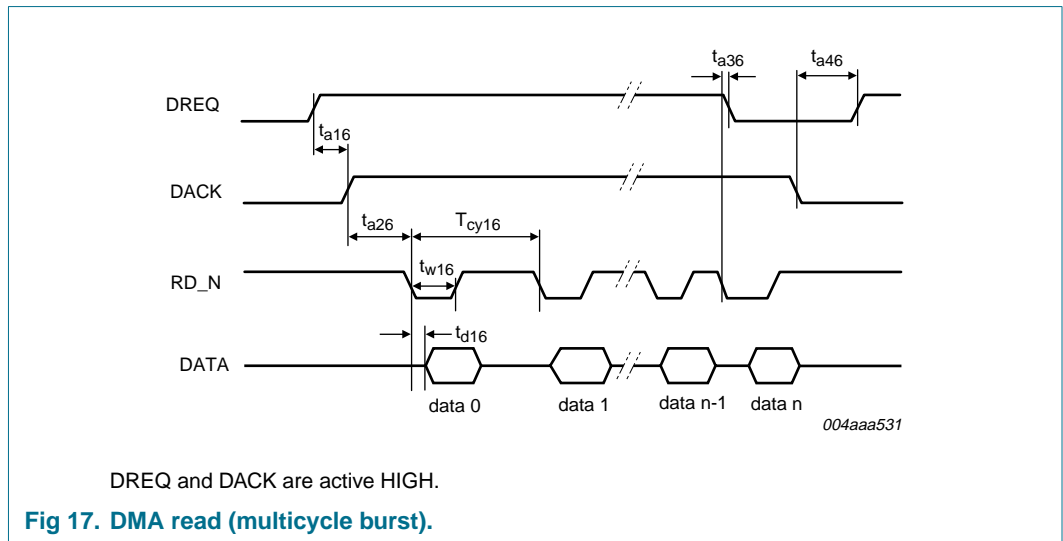 ta36
ta46
DREQ
ta16
DACK
ta26
Tcy16
RD_N
tw16
td16
DATA
data 0
data 1
data n-1
data n
004aaa531
DREQ and DACK are active HIGH.
Fig 17. DMA read (multicycle burst).